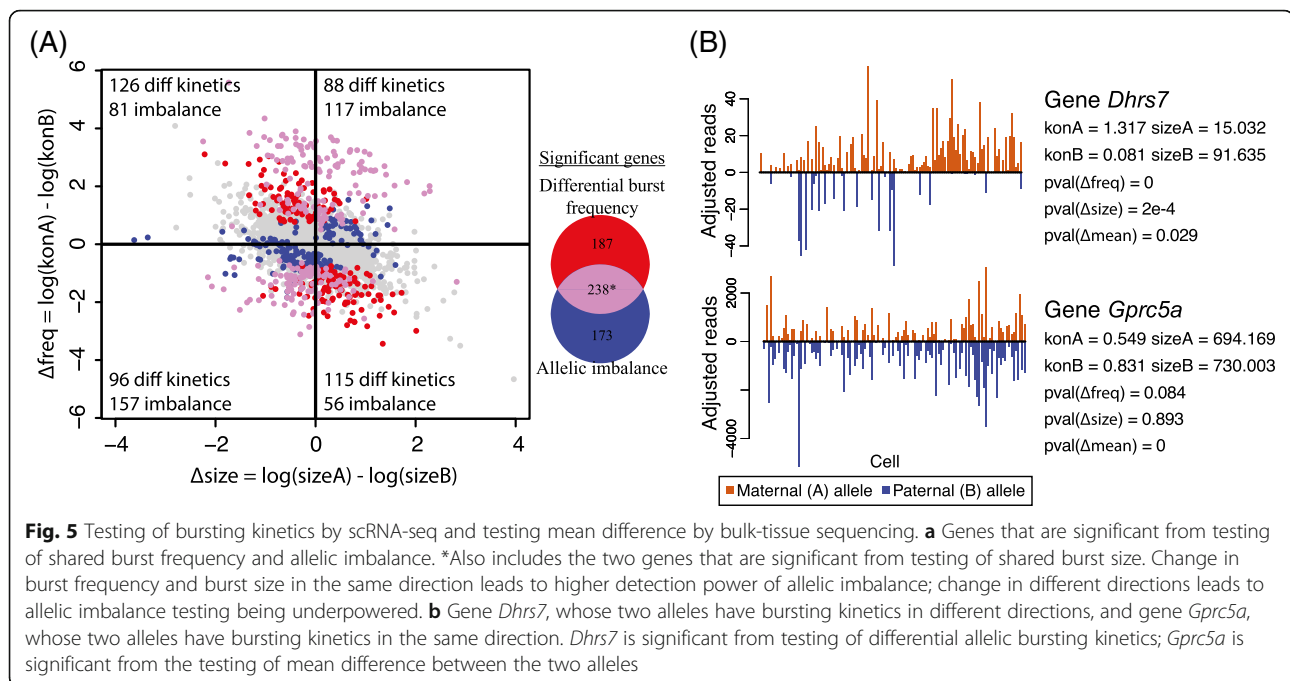 (A)
6
4
2
0
−2
−4
−6
Δfreq = log(konA) - log(konB)
126 diff kinetics
81 imbalance
88 diff kinetics
117 imbalance
96 diff kinetics
157 imbalance
115 diff kinetics
56 imbalance
−4
−2
0
2
4
Δsize = log(sizeA) - log(sizeB)
Significant genes
Differential burst
frequency
187
238*
173
Allelic imbalance
(B)
Adjusted reads
40
20
0
−20
−40
Gene Dhrs7
konA = 1.317 sizeA = 15.032
konB = 0.081 sizeB = 91.635
pval(Δfreq) = 0
pval(Δsize) = 2e-4
pval(Δmean) = 0.029
Adjusted reads
2000
0
−4000
Gene Gprc5a
konA = 0.549 sizeA = 694.169
konB = 0.831 sizeB = 730.003
pval(Δfreq) = 0.084
pval(Δsize) = 0.893
pval(Δmean) = 0
Cell
Maternal (A) allele
Paternal (B) allele
Fig. 5 Testing of bursting kinetics by scRNA-seq and testing mean difference by bulk-tissue sequencing. a Genes that are significant from testing
of shared burst frequency and allelic imbalance. *Also includes the two genes that are significant from testing of shared burst size. Change in
burst frequency and burst size in the same direction leads to higher detection power of allelic imbalance; change in different directions leads to
allelic imbalance testing being underpowered. b Gene Dhrs7, whose two alleles have bursting kinetics in different directions, and gene Gprc5a,
whose two alleles have bursting kinetics in the same direction. Dhrs7 is significant from testing of differential allelic bursting kinetics; Gprc5a is
significant from the testing of mean difference between the two alleles